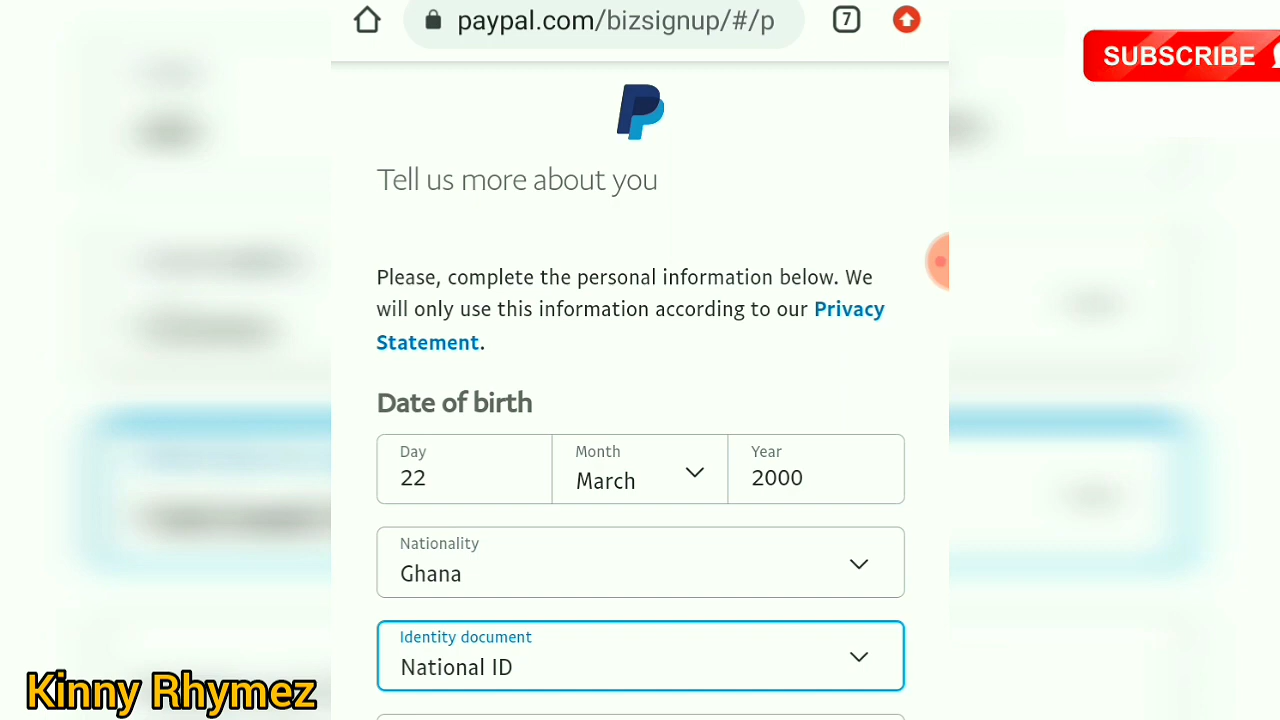 paypal.com/bizsignup/#/p
7
SUBSCRIBE
Tell us more about you
Please, complete the personal information below. We
will only use this information according to our Privacy
Statement.
Date of birth
Day
Month
Year
22
March
2000
Nationality
Ghana
Identity document
National ID
Kinny Rhymez